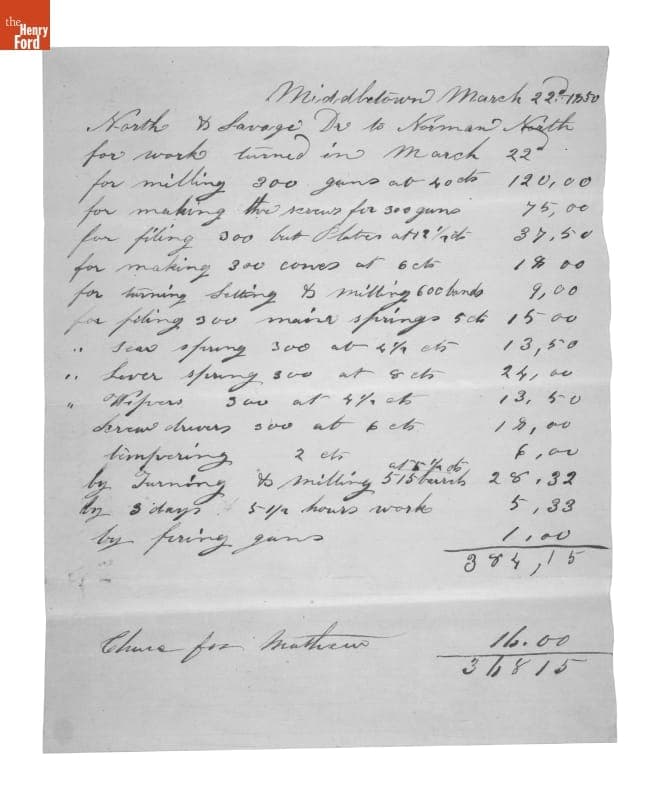 the
Henry
Ford
Middletown March 22d 1850
North & Savage Dr to Norman North
for work turned in March 22d
for milling 300 guns at 40 cts 120,00
for making the screws for 300 guns 75,00
for filing 300 but Plates at 12 1/2 cts 37,50
for making 300 cones at 6 cts 18 00
for turning Setting & milling 600 bands 9,00
for filing 300 main springs 5 cts 15 00
" Sear spring 300 at 4 1/2 cts 13,50
" Lever spring 300 at 8 cts 24,00
" Wipers 300 at 4 1/2 cts 13,50
Screw drivers 300 at 6 cts 18,00
tempering 2 cts 6,00
by Turning & milling 515 at 5 1/2 cts 28,32
by 3 days 5 1/2 hours work 5,33
by firing guns 1,00
384,15
for Mathew 16.00
36815